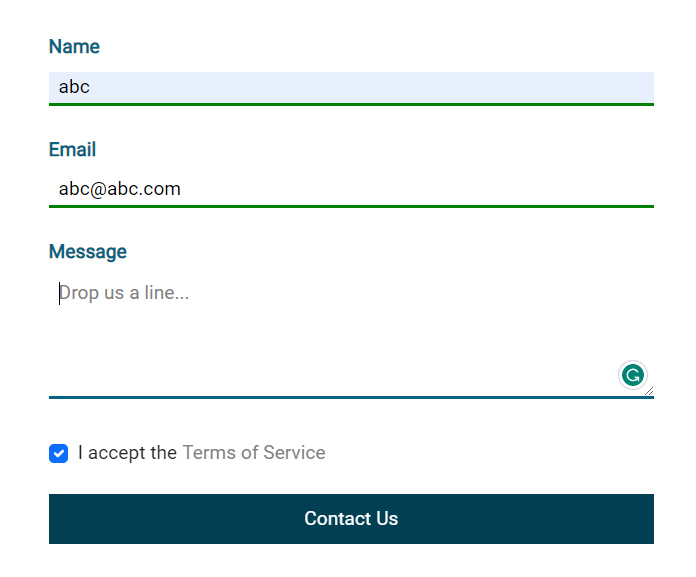 Name
abc
Email
abc@abc.com
Message
Drop us a line...
I accept the Terms of Service
Contact Us